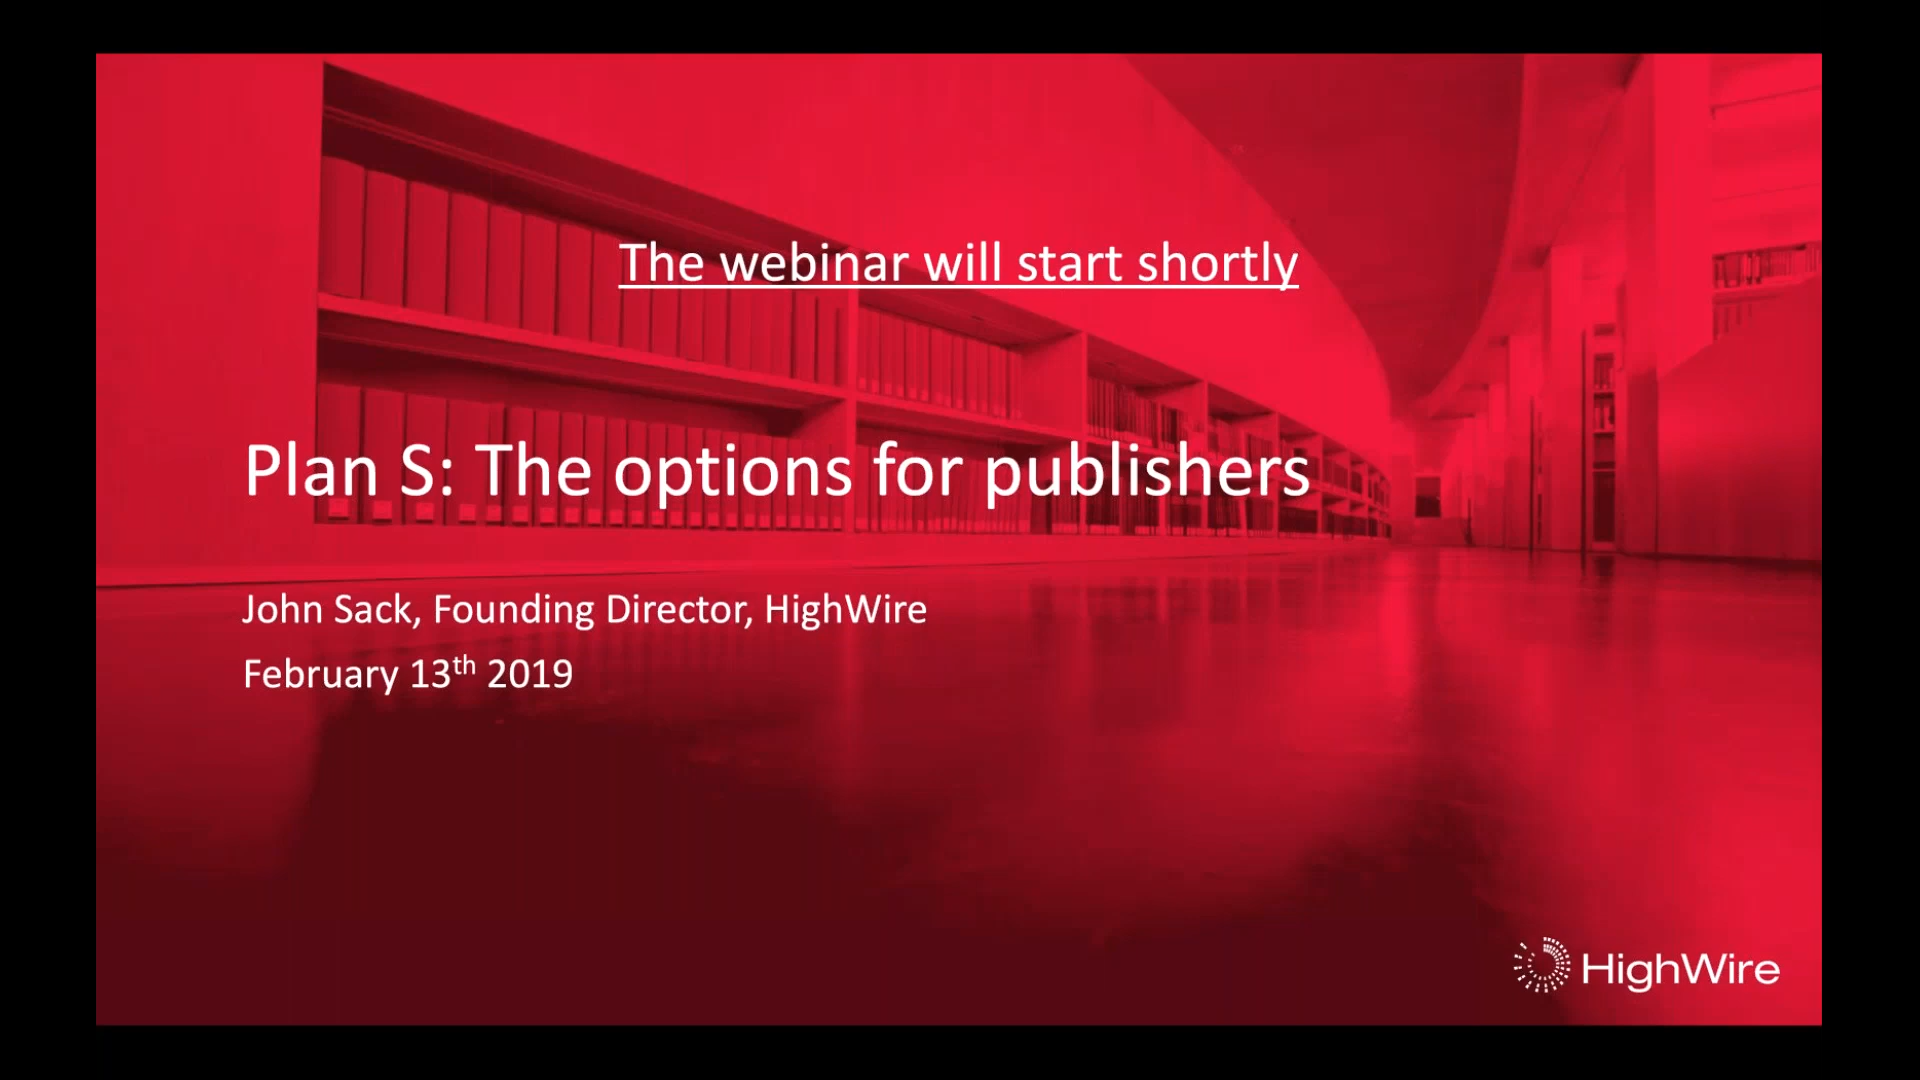 The webinar will start shortly
Plan S: The options for publishers
John Sack, Founding Director, HighWire
February 13th 2019
HighWire